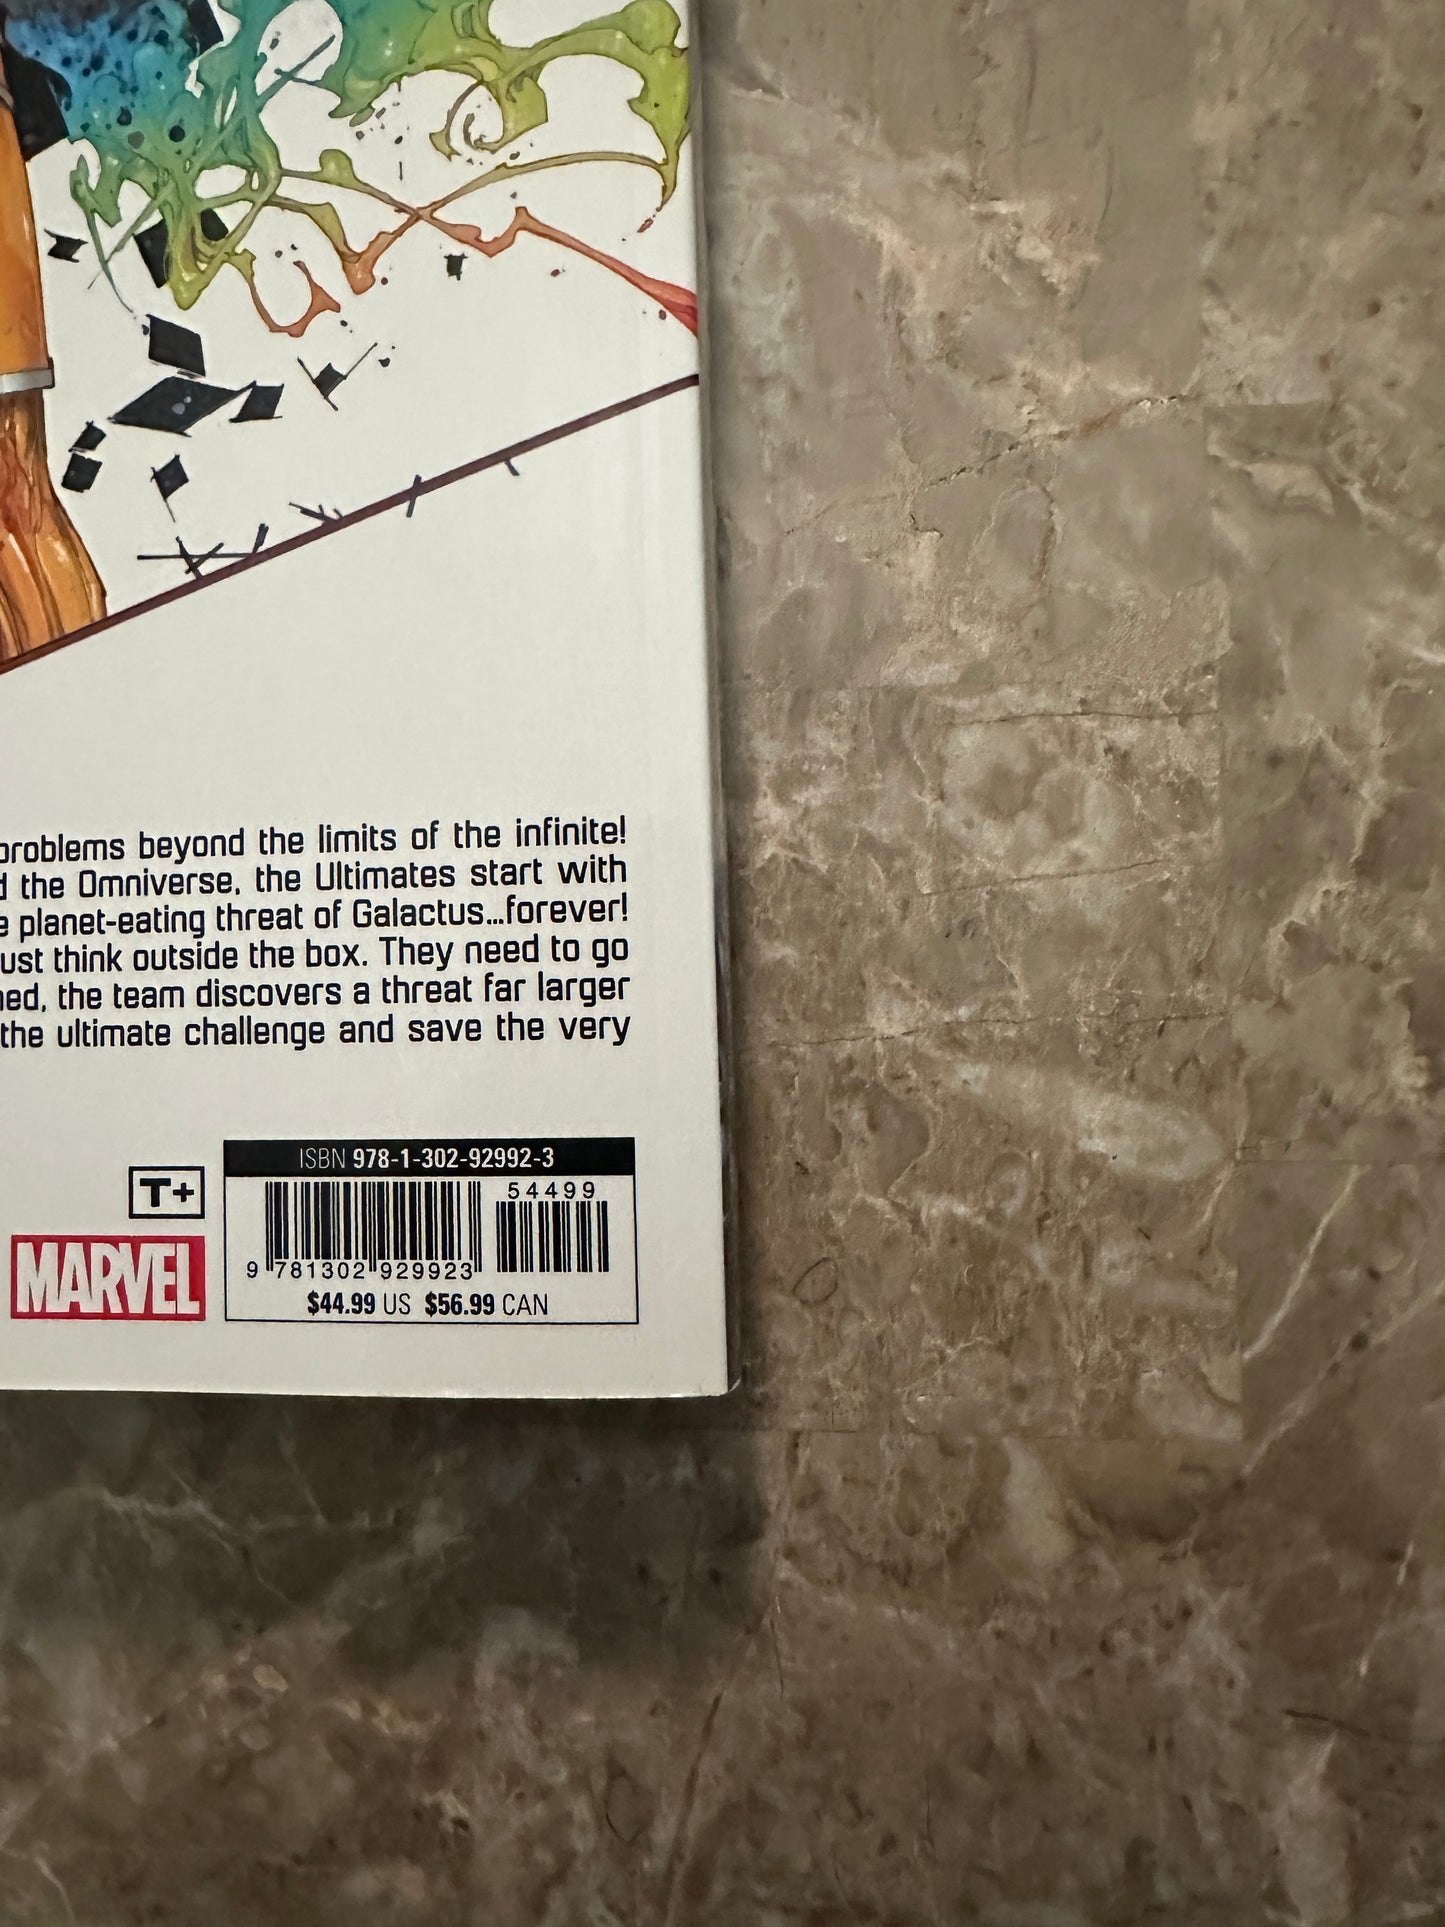 problems beyond the limits of the infinite!
the Omniverse, the Ultimates start with
planet-eating threat of Galactus...forever!
think outside the box. They need to go
the team discovers a threat far larger
the ultimate challenge and save the very
ISBN 978-1-302-92992-3
54499
T+
9 781302 929923
MARVEL
$44.99 US $56.99 CAN